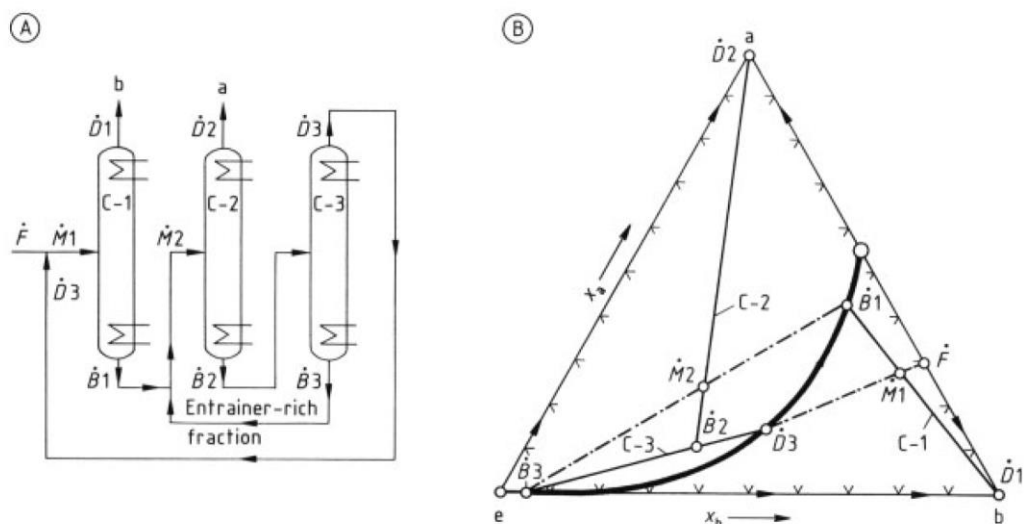 A
b
a
Ḋ1
Ḋ2
Ḋ3
C-1
C-2
C-3
Ḟ
Ṁ1
Ṁ2
Ḋ3
Ḃ1
Ḃ2
Ḃ3
Entrainer-rich
fraction
B
a
Ḋ2
xₐ
C-2
Ḃ1
Ḟ
Ṁ2
Ṁ1
Ḃ2
C-3
Ḋ3
C-1
Ḃ3
Ḋ1
e
x_b
b